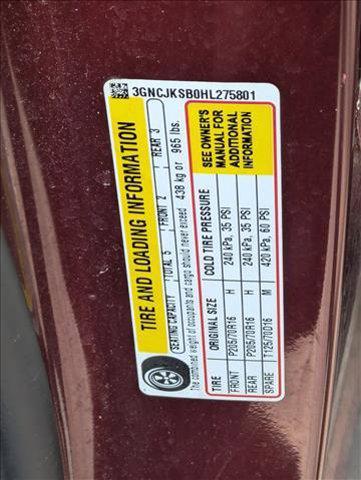 3GNCJKSB0HL275801
TIRE AND LOADING INFORMATION
SEATING CAPACITY TOTAL 5 FRONT 2 REAR 3
The combined weight of occupants and cargo should never exceed 438 kg or 965 lbs.
TIRE ORIGINAL SIZE COLD TIRE PRESSURE
FRONT P205/70R16 H 240 kPa, 35 PSI
REAR P205/70R16 H 240 kPa, 35 PSI
SPARE T125/70D16 M 420 kPa, 60 PSI
SEE OWNER'S
MANUAL FOR
ADDITIONAL
INFORMATION